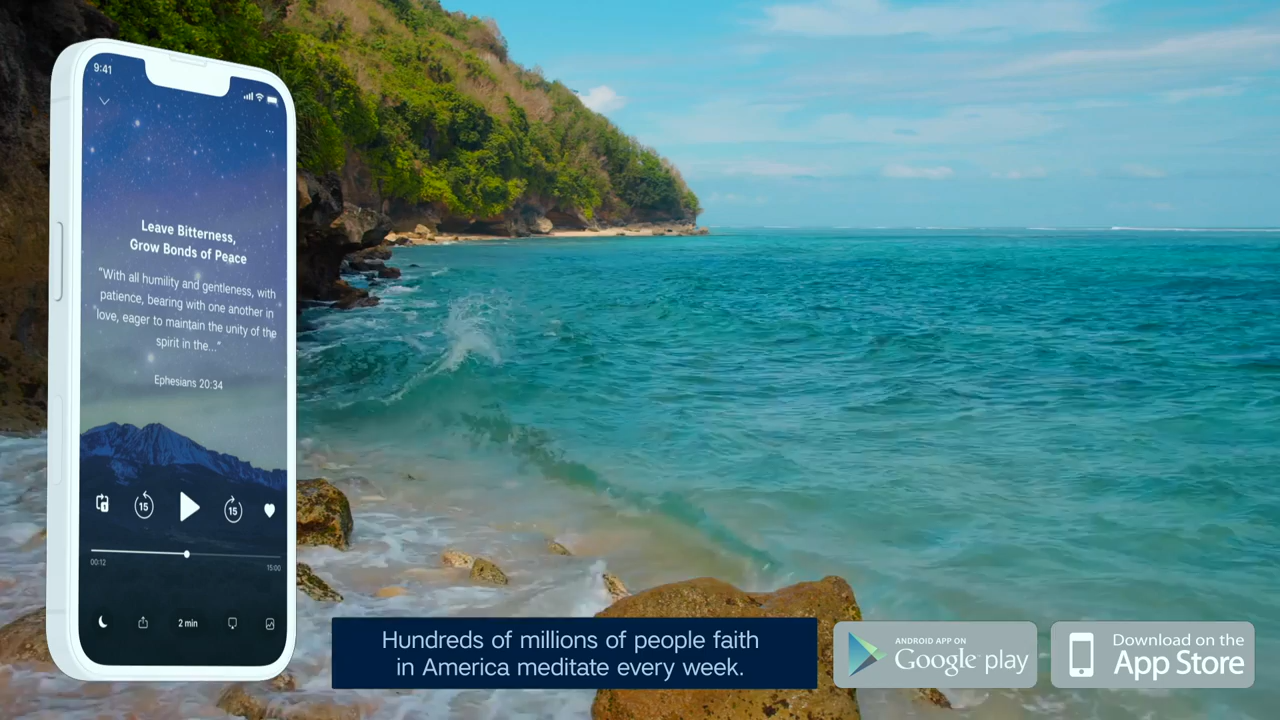 9:41
Leave Bitterness,
Grow Bonds of Peace
"With all humility and gentleness, with
patience, bearing with one another in
love, eager to maintain the unity of the
spirit in the..."
Ephesians 20:34
15
15
00:12
15:00
2 min
Hundreds of millions of people faith
in America meditate every week.
ANDROID APP ON
Google play
Download on the
App Store